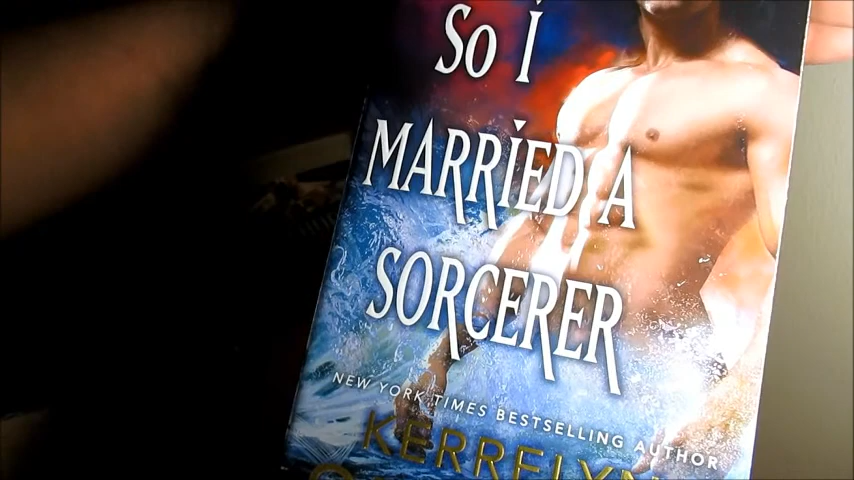 So I
MARRIED A
SORCERER
NEW YORK TIMES BESTSELLING AUTHOR
KERRELYN